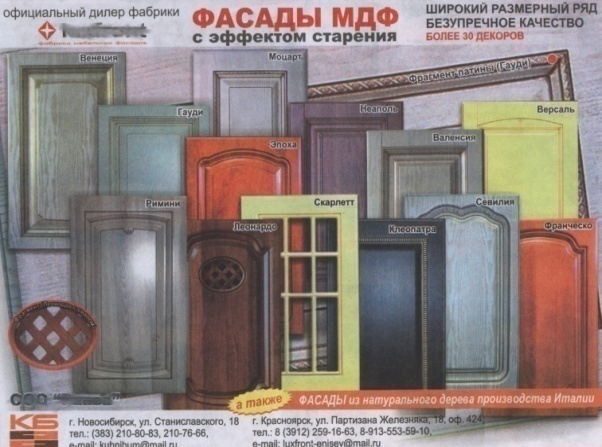 официальный дилер фабрики
ФАСАДЫ МДФ
с эффектом старения
ШИРОКИЙ РАЗМЕРНЫЙ РЯД
БЕЗУПРЕЧНОЕ КАЧЕСТВО
БОЛЕЕ 30 ДЕКОРОВ
фабрика мебельных фасадов
Венеция
Моцарт
Фрагмент патины (Гауди)
Гауди
Неаполь
Версаль
Эпоха
Валенсия
Римини
Скарлетт
Севилия
Леонардо
Клеопатра
Франческо
ООО
а также ФАСАДЫ из натурального дерева производства Италии
КБ
г. Новосибирск, ул. Станиславского, 18
тел.: (383) 210-80-83, 210-76-66,
e-mail: kuhnibum@mail.ru
г. Красноярск, ул. Партизана Железняка, 18, оф. 424
тел.: 8 (3912) 259-16-63, 8-913-553-59-10,
e-mail: luxfront-enisey@mail.ru